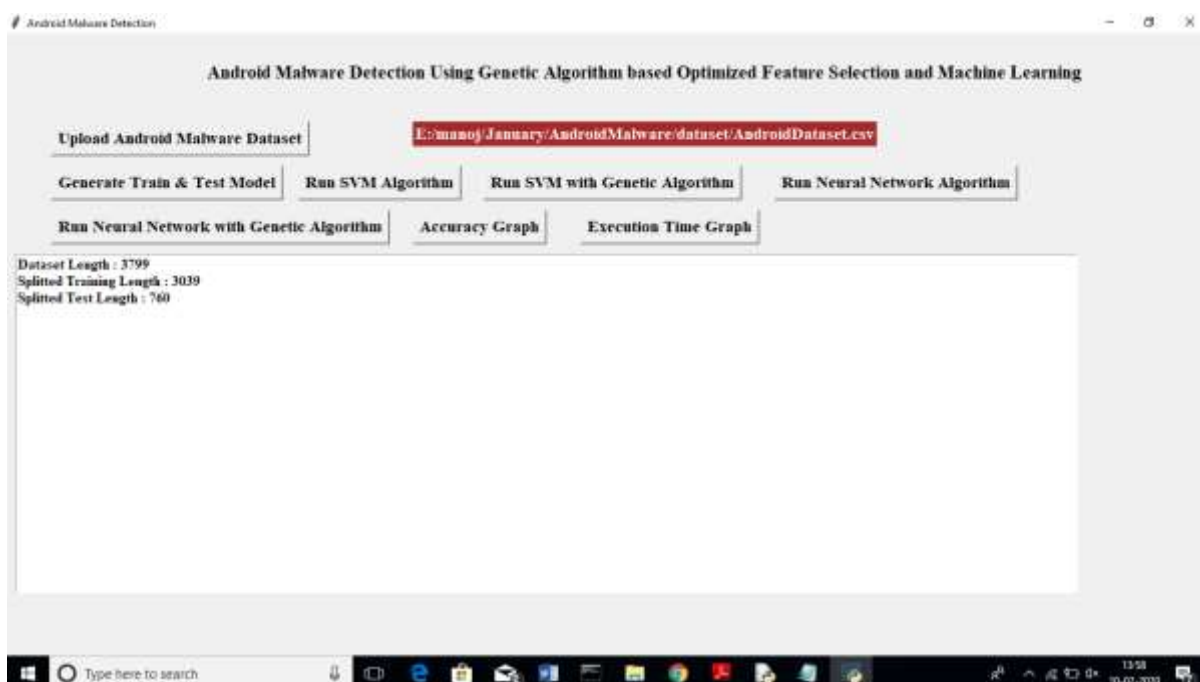 Android Malware Detection
Android Malware Detection Using Genetic Algorithm based Optimized Feature Selection and Machine Learning
Upload Android Malware Dataset
E:/manoj/January/AndroidMalware/dataset/AndroidDataset.csv
Generate Train & Test Model
Run SVM Algorithm
Run SVM with Genetic Algorithm
Run Neural Network Algorithm
Run Neural Network with Genetic Algorithm
Accuracy Graph
Execution Time Graph
Dataset Length : 3799
Splitted Training Length : 3039
Splitted Test Length : 760
Type here to search
13:58